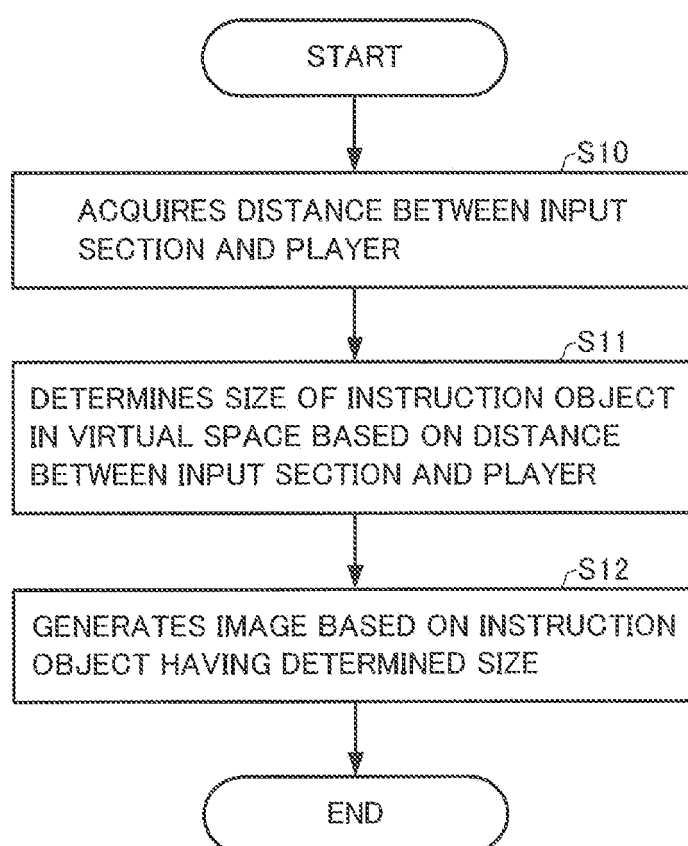 START
S10
ACQUIRES DISTANCE BETWEEN INPUT
SECTION AND PLAYER
S11
DETERMINES SIZE OF INSTRUCTION OBJECT
IN VIRTUAL SPACE BASED ON DISTANCE
BETWEEN INPUT SECTION AND PLAYER
S12
GENERATES IMAGE BASED ON INSTRUCTION
OBJECT HAVING DETERMINED SIZE
END